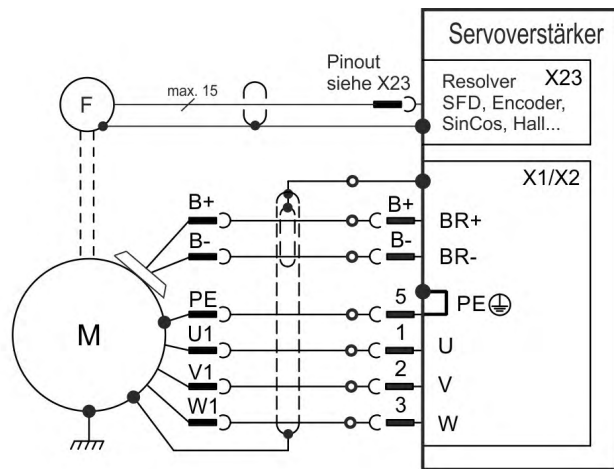 Servoverstärker
Pinout
siehe X23
max. 15
F
Resolver X23
SFD, Encoder,
SinCos, Hall...
X1/X2
B+ B+ BR+
B- B- BR-
PE 5 PE
M
U1 1 U
V1 2 V
W1 3 W